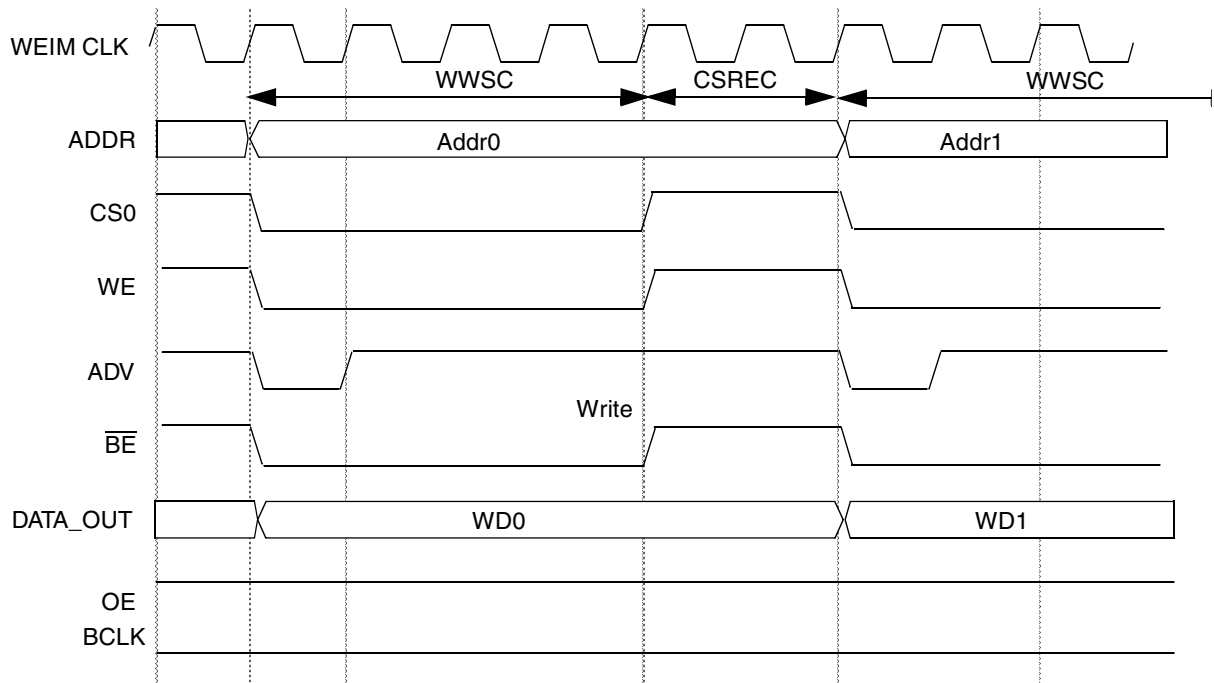 WEIM CLK
WWSC CSREC WWSC
ADDR Addr0 Addr1
CS0
WE
ADV
Write
BE
DATA_OUT WD0 WD1
OE
BCLK